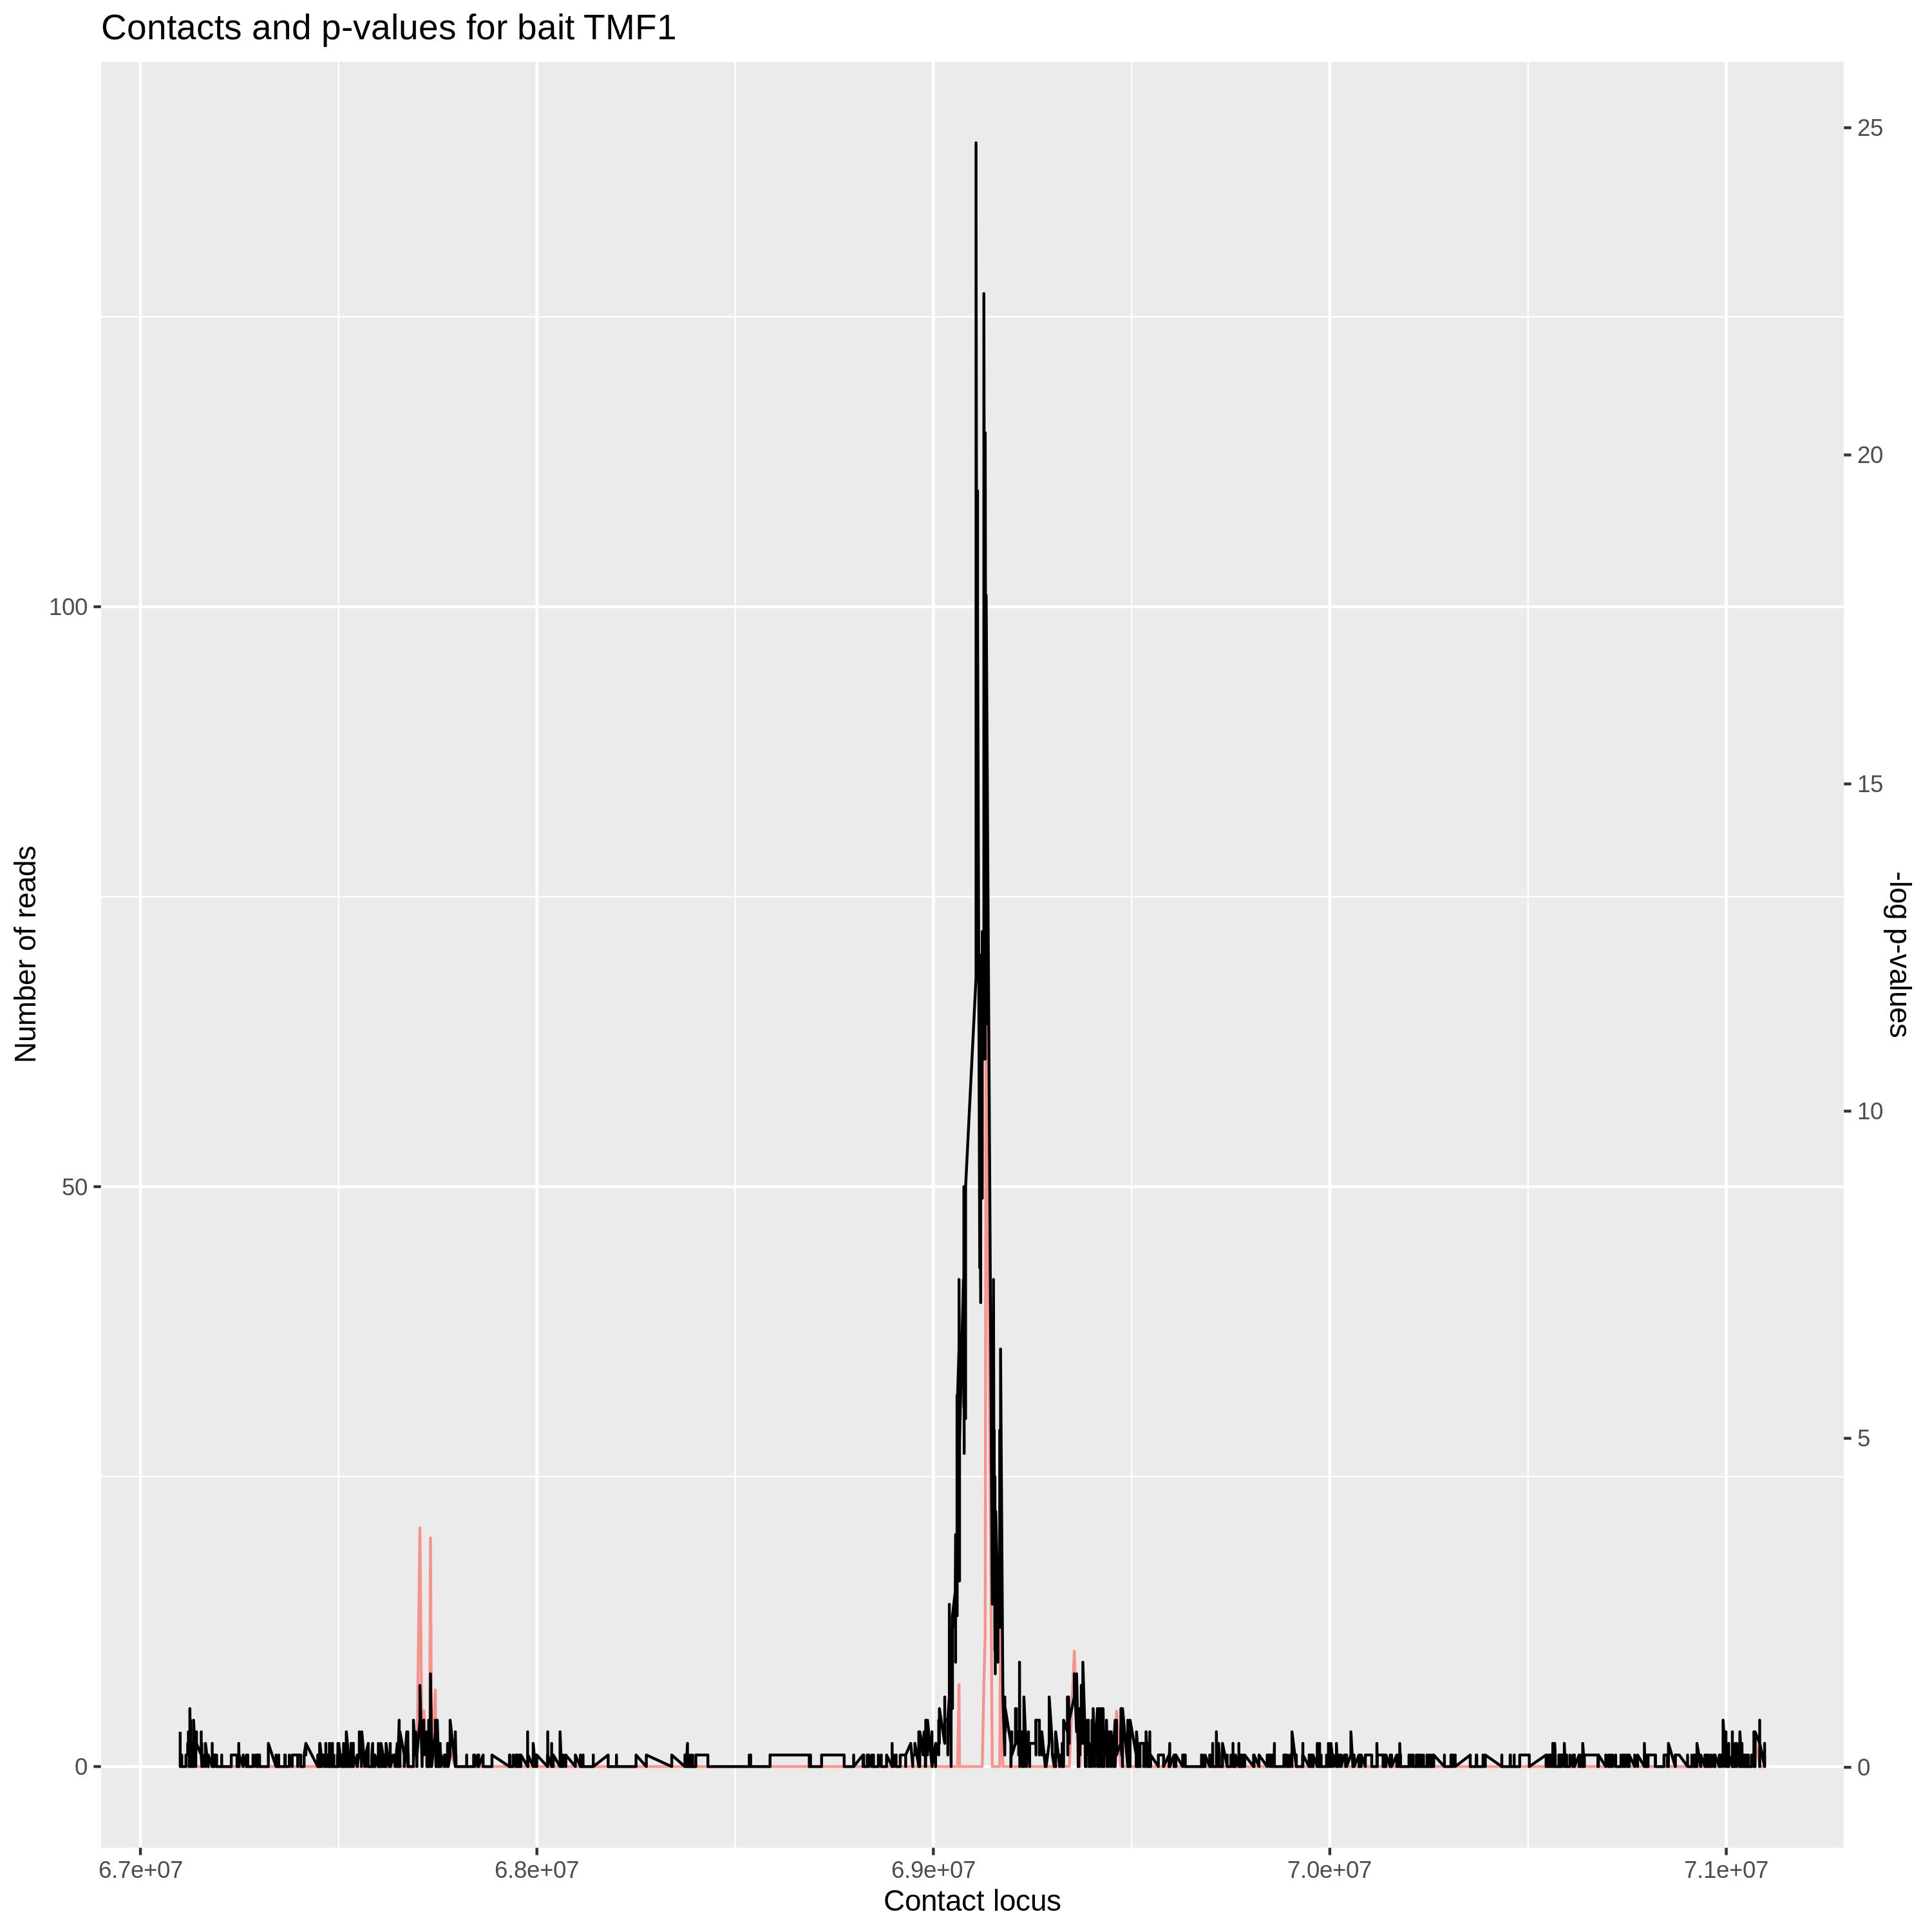 Contacts and p-values for bait TMF1
Number of reads
100
50
0
25
20
15
10
5
0
-log p-values
6.7e+07
6.8e+07
6.9e+07
7.0e+07
7.1e+07
Contact locus